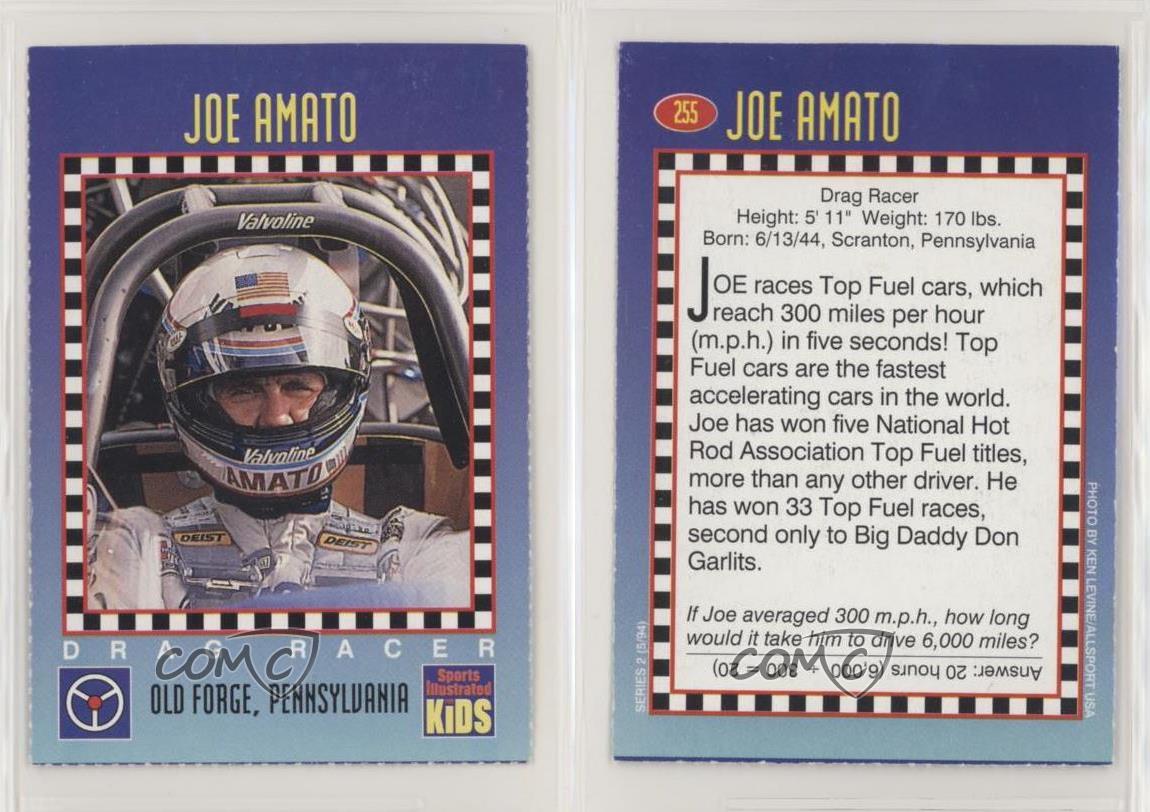 JOE AMATO
Valvoline
Valvoline
AMATO
DEIST
DEIST
DRAG RACER
OLD FORGE, PENNSYLVANIA
Sports
Illustrated
KiDS
COMC
255
JOE AMATO
Drag Racer
Height: 5' 11" Weight: 170 lbs.
Born: 6/13/44, Scranton, Pennsylvania
JOE races Top Fuel cars, which
reach 300 miles per hour
(m.p.h.) in five seconds! Top
Fuel cars are the fastest
accelerating cars in the world.
Joe has won five National Hot
Rod Association Top Fuel titles,
more than any other driver. He
has won 33 Top Fuel races,
second only to Big Daddy Don
Garlits.
If Joe averaged 300 m.p.h., how long
would it take him to drive 6,000 miles?
Answer: 20 hours (6,000 ÷ 300 = 20)
COMC
SERIES 2 (5/94)
PHOTO BY KEN LEVINE/ALLSPORT USA